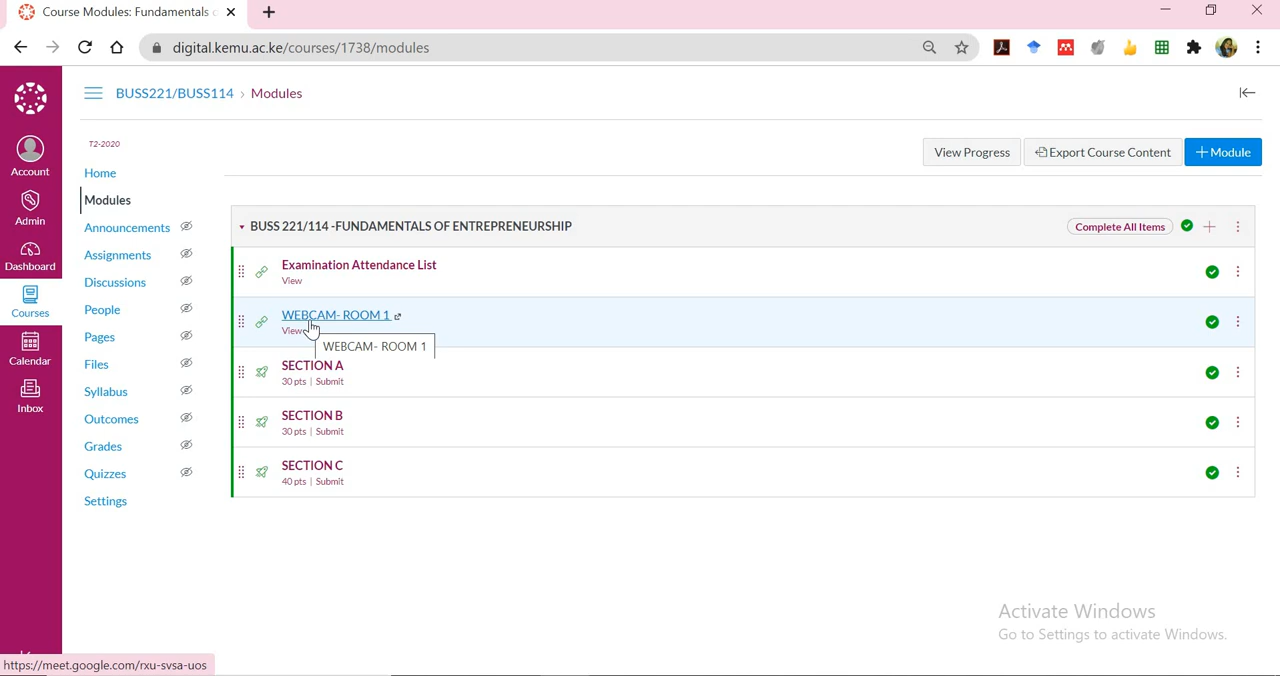 Course Modules: Fundamentals
digital.kemu.ac.ke/courses/1738/modules
BUSS221/BUSS114 › Modules
Account
Admin
Dashboard
Courses
Calendar
Inbox
T2-2020
Home
Modules
Announcements
Assignments
Discussions
People
Pages
Files
Syllabus
Outcomes
Grades
Quizzes
Settings
View Progress
Export Course Content
+ Module
BUSS 221/114 -FUNDAMENTALS OF ENTREPRENEURSHIP
Complete All Items
Examination Attendance List
View
WEBCAM- ROOM 1
View
WEBCAM- ROOM 1
SECTION A
30 pts | Submit
SECTION B
30 pts | Submit
SECTION C
40 pts | Submit
Activate Windows
Go to Settings to activate Windows.
https://meet.google.com/rxu-svsa-uos